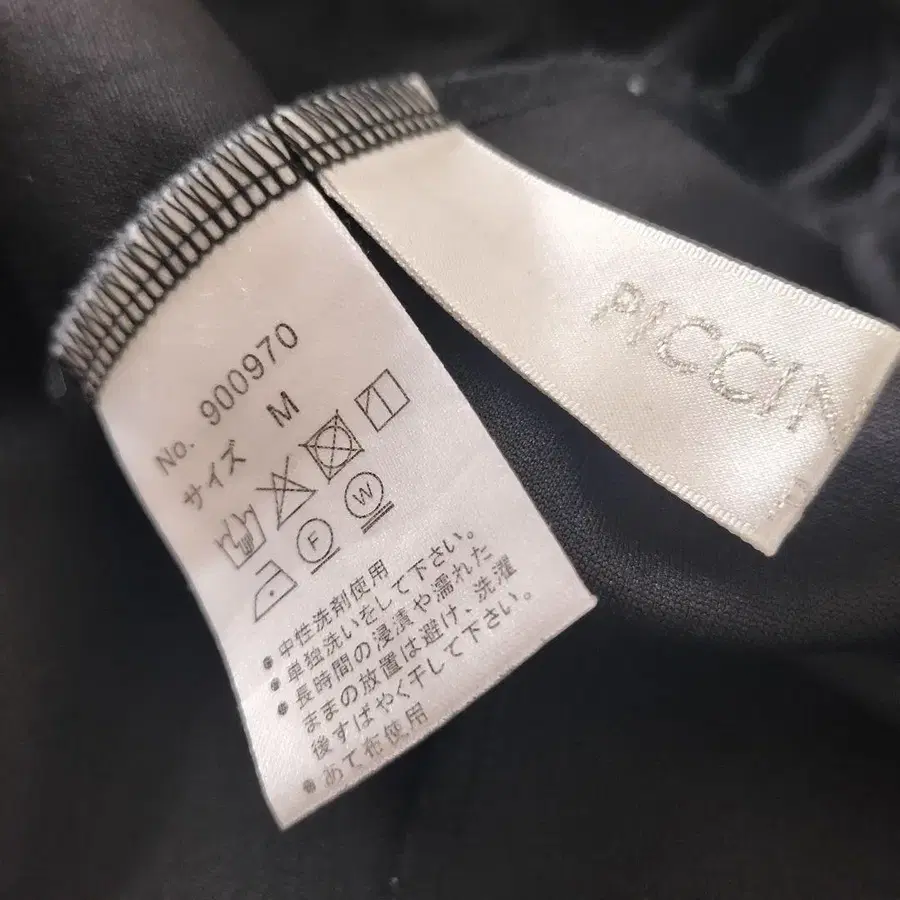 No. 900970
サイズ M
F W
• 中性洗剤使用
• 単独洗いをして下さい。
• 長時間の浸漬や濡れた
ままの放置は避け、洗濯
後すばやく干して下さい。
• あて布使用
PICCIN